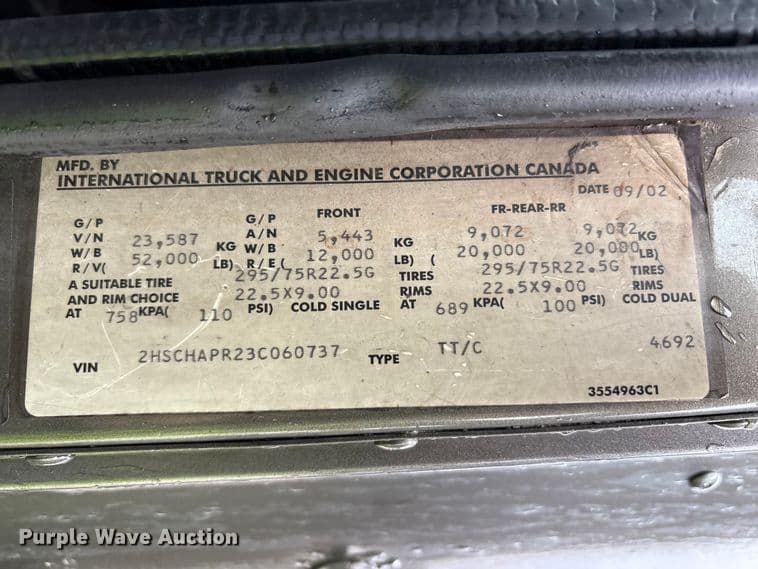 MFD. BY
INTERNATIONAL TRUCK AND ENGINE CORPORATION CANADA
DATE 09/02
G/P G/P FRONT FR-REAR-RR
V/N 23,587 KG A/N 5,443 KG 9,072 9,072 KG
W/B 52,000 LB) W/B 12,000 LB) ( 20,000 20,000 LB)
R/V( R/E(
A SUITABLE TIRE 295/75R22.5G TIRES 295/75R22.5G TIRES
AND RIM CHOICE 22.5X9.00 RIMS 22.5X9.00 RIMS
AT 758 KPA( 110 PSI) COLD SINGLE AT 689 KPA( 100 PSI) COLD DUAL
VIN 2HSCHAPR23C060737 TYPE TT/C 4692
3554963C1
Purple Wave Auction